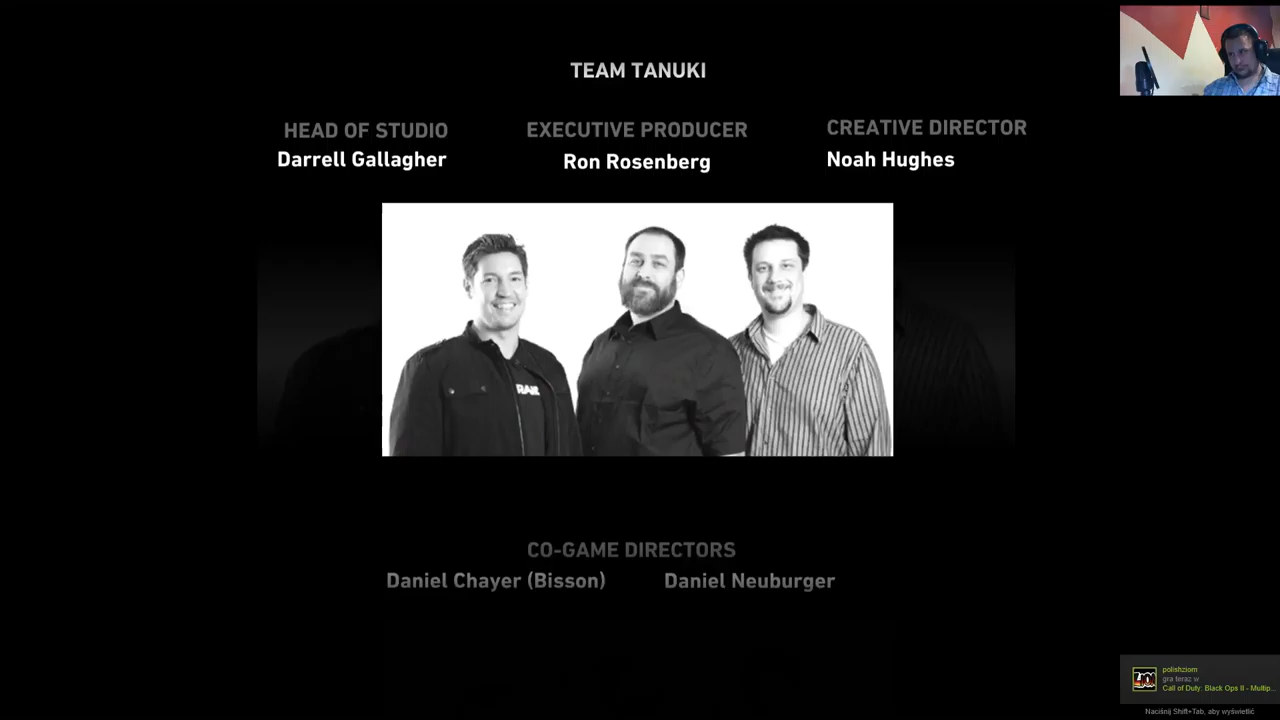 TEAM TANUKI
HEAD OF STUDIO
Darrell Gallagher
EXECUTIVE PRODUCER
Ron Rosenberg
CREATIVE DIRECTOR
Noah Hughes
CO-GAME DIRECTORS
Daniel Chayer (Bisson)
Daniel Neuburger
polishziom
gra teraz w
Call of Duty: Black Ops II - Multip...
Naciśnij Shift+Tab, aby wyświetlić